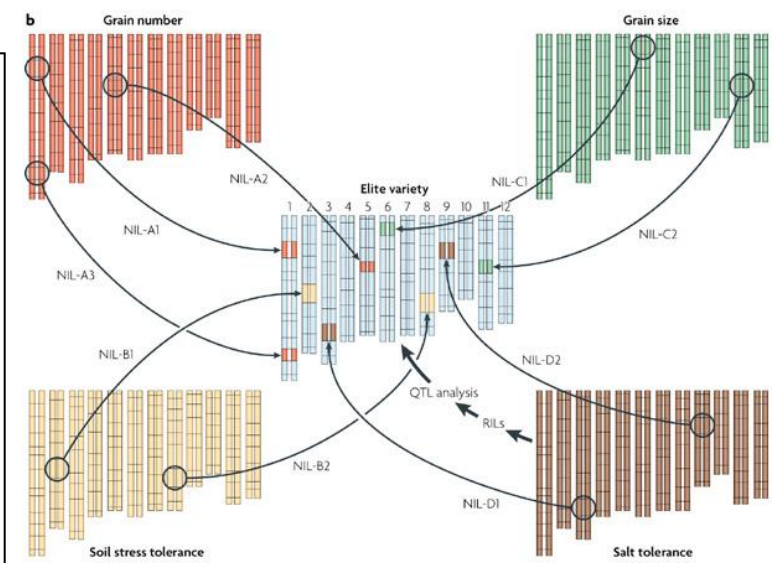 b
Grain number
Grain size
NIL-A2
NIL-C1
Elite variety
1 2 3 4 5 6 7 8 9 10 11 12
NIL-A1
NIL-C2
NIL-A3
NIL-B1
NIL-D2
QTL analysis
RILs
NIL-B2
NIL-D1
Soil stress tolerance
Salt tolerance